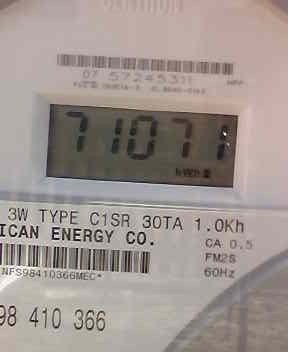 07 57245311
71071
kWh
3W TYPE C1SR 30TA 1.0Kh
ICAN ENERGY CO.
CA 0.5
FM2S
60Hz
NFS98410366MEC*
98 410 366